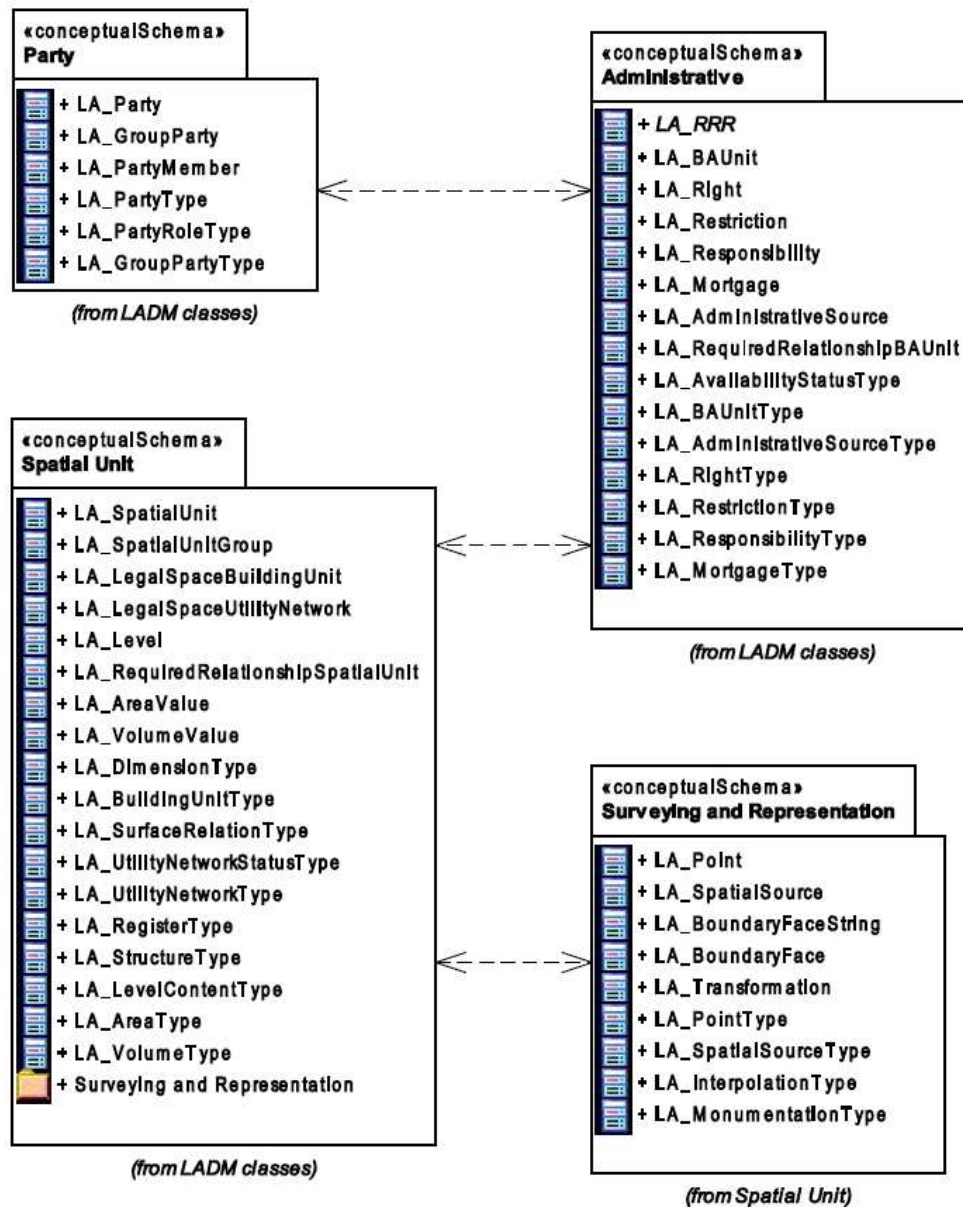 «conceptualSchema»
Party
+ LA_Party
+ LA_GroupParty
+ LA_PartyMember
+ LA_PartyType
+ LA_PartyRoleType
+ LA_GroupPartyType
(from LADM classes)
«conceptualSchema»
Administrative
+ LA_RRR
+ LA_BAUnit
+ LA_Right
+ LA_Restriction
+ LA_Responsibility
+ LA_Mortgage
+ LA_AdministrativeSource
+ LA_RequiredRelationshipBAUnit
+ LA_AvailabilityStatusType
+ LA_BAUnitType
+ LA_AdministrativeSourceType
+ LA_RightType
+ LA_RestrictionType
+ LA_ResponsibilityType
+ LA_MortgageType
(from LADM classes)
«conceptualSchema»
Spatial Unit
+ LA_SpatialUnit
+ LA_SpatialUnitGroup
+ LA_LegalSpaceBuildingUnit
+ LA_LegalSpaceUtilityNetwork
+ LA_Level
+ LA_RequiredRelationshipSpatialUnit
+ LA_AreaValue
+ LA_VolumeValue
+ LA_DimensionType
+ LA_BuildingUnitType
+ LA_SurfaceRelationType
+ LA_UtilityNetworkStatusType
+ LA_UtilityNetworkType
+ LA_RegisterType
+ LA_StructureType
+ LA_LevelContentType
+ LA_AreaType
+ LA_VolumeType
+ Surveying and Representation
(from LADM classes)
«conceptualSchema»
Surveying and Representation
+ LA_Point
+ LA_SpatialSource
+ LA_BoundaryFaceString
+ LA_BoundaryFace
+ LA_Transformation
+ LA_PointType
+ LA_SpatialSourceType
+ LA_InterpolationType
+ LA_MonumentationType
(from Spatial Unit)